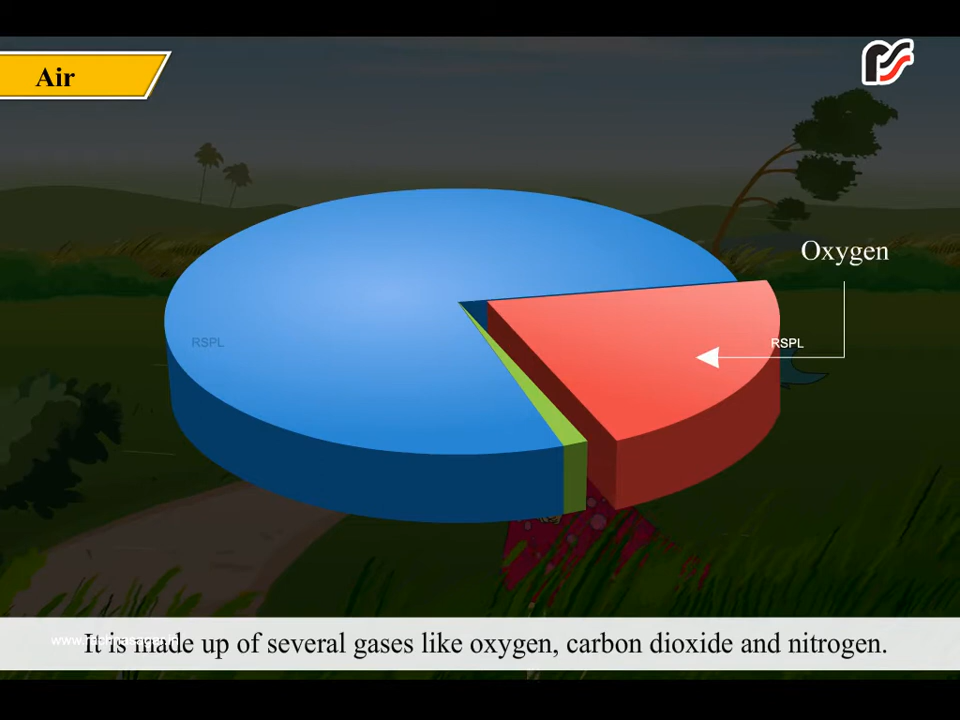 Air
Oxygen
RSPL
RSPL
It is made up of several gases like oxygen, carbon dioxide and nitrogen.